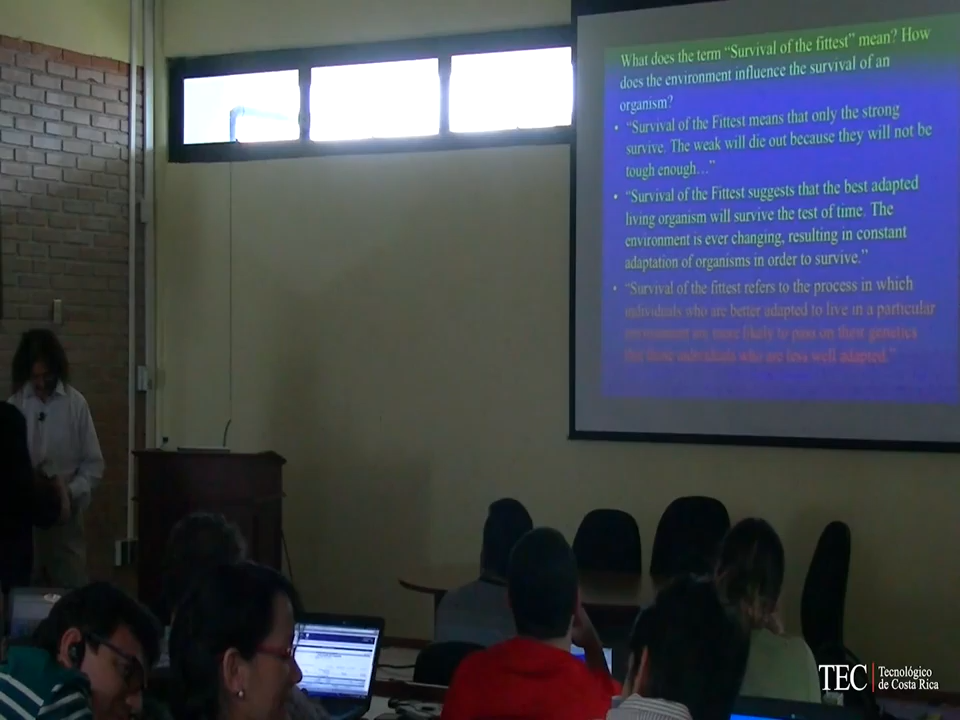 What does the term “Survival of the fittest” mean? How
does the environment influence the survival of an
organism?
• “Survival of the Fittest means that only the strong
survive. The weak will die out because they will not be
tough enough…”
• “Survival of the Fittest suggests that the best adapted
living organism will survive the test of time. The
environment is ever changing, resulting in constant
adaptation of organisms in order to survive.”
• “Survival of the fittest refers to the process in which
individuals who are better adapted to live in a particular
environment are more likely to pass on their genetics
than those individuals who are less well adapted.”
TEC | Tecnológico
de Costa Rica